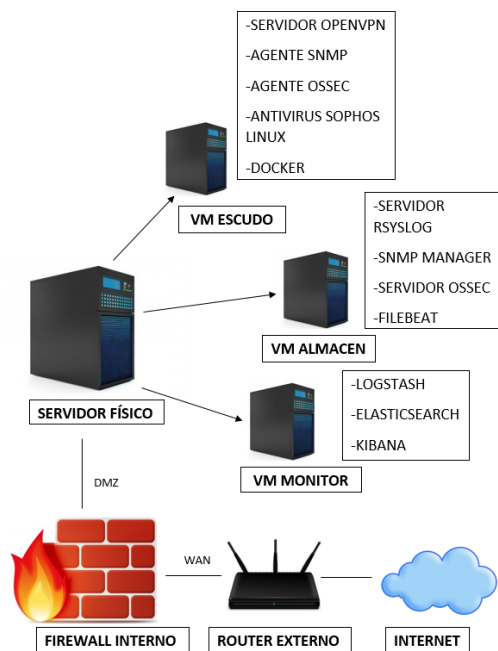 -SERVIDOR OPENVPN
-AGENTE SNMP
-AGENTE OSSEC
-ANTIVIRUS SOPHOS
LINUX
-DOCKER
VM ESCUDO
-SERVIDOR
RSYSLOG
-SNMP MANAGER
-SERVIDOR OSSEC
-FILEBEAT
VM ALMACEN
SERVIDOR FÍSICO
-LOGSTASH
-ELASTICSEARCH
-KIBANA
VM MONITOR
DMZ
WAN
FIREWALL INTERNO
ROUTER EXTERNO
INTERNET